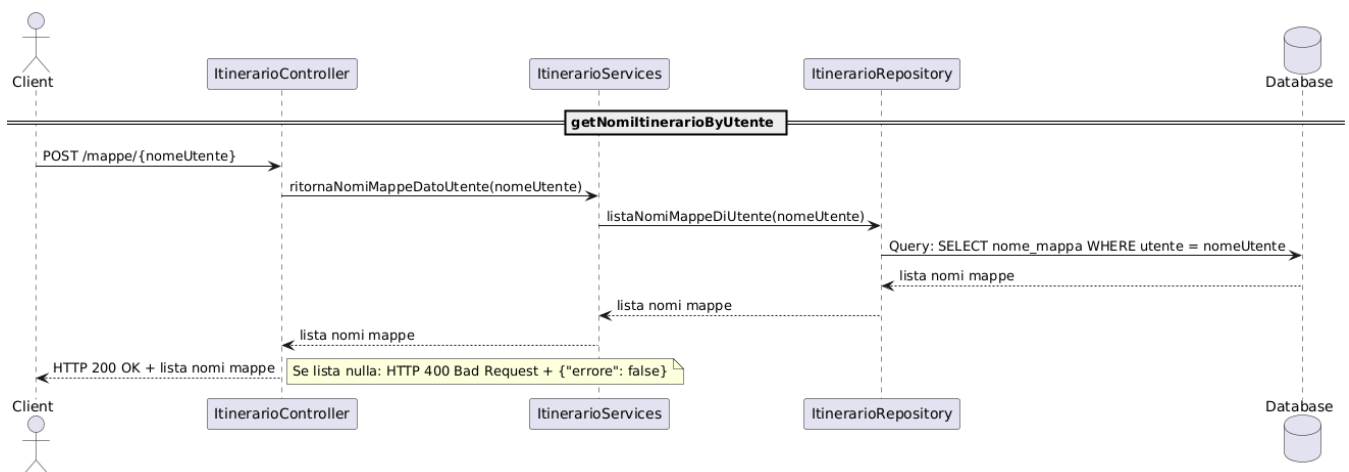 Client
ItinerarioController
ItinerarioServices
ItinerarioRepository
Database
getNomiItinerarioByUtente
POST /mappe/{nomeUtente}
ritornaNomiMappeDatoUtente(nomeUtente)
listaNomiMappeDiUtente(nomeUtente)
Query: SELECT nome_mappa WHERE utente = nomeUtente
lista nomi mappe
lista nomi mappe
lista nomi mappe
HTTP 200 OK + lista nomi mappe
Se lista nulla: HTTP 400 Bad Request + {"errore": false}
Client
ItinerarioController
ItinerarioServices
ItinerarioRepository
Database